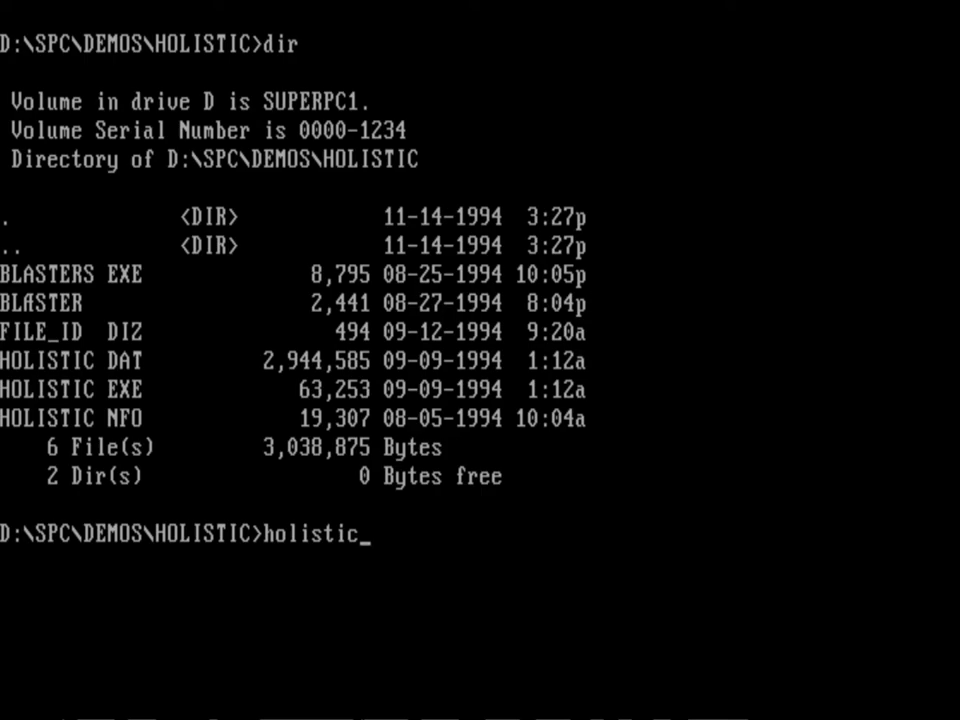 D:\SPC\DEMOS\HOLISTIC>dir
Volume in drive D is SUPERPC1.
Volume Serial Number is 0000-1234
Directory of D:\SPC\DEMOS\HOLISTIC
. <DIR> 11-14-1994 3:27p
.. <DIR> 11-14-1994 3:27p
BLASTERS EXE 8,795 08-25-1994 10:05p
BLASTER 2,441 08-27-1994 8:04p
FILE_ID DIZ 494 09-12-1994 9:20a
HOLISTIC DAT 2,944,585 09-09-1994 1:12a
HOLISTIC EXE 63,253 09-09-1994 1:12a
HOLISTIC NFO 19,307 08-05-1994 10:04a
6 File(s) 3,038,875 Bytes
2 Dir(s) 0 Bytes free
D:\SPC\DEMOS\HOLISTIC>holistic_